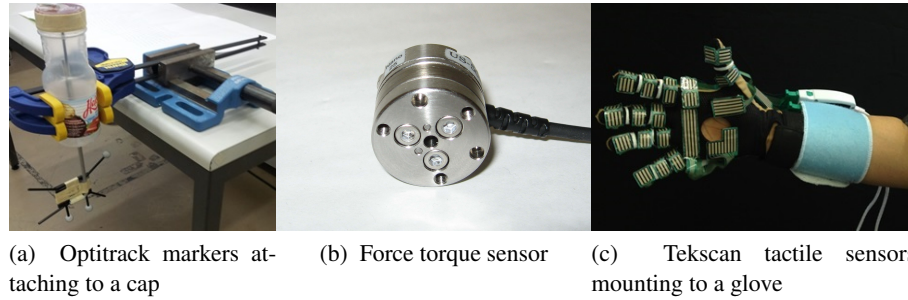 (a) Optitrack markers at-
taching to a cap
(b) Force torque sensor
(c) Tekscan tactile sensor
mounting to a glove